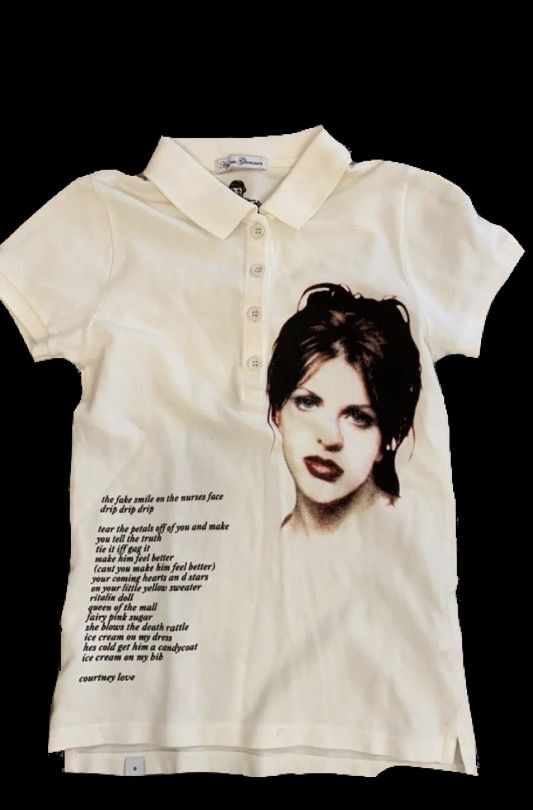 Hysteric Glamour
the fake smile on the nurses face
drip drip drip
tear the petals off of you and make
you tell the truth
tie it iff gag it
make him feel better
(cant you make him feel better)
your coming hearts an d stars
on your little yellow sweater
ritalin doll
queen of the mall
fairy pink sugar
she blows the death rattle
ice cream on my dress
hes cold get him a candycoat
ice cream on my bib
courtney love